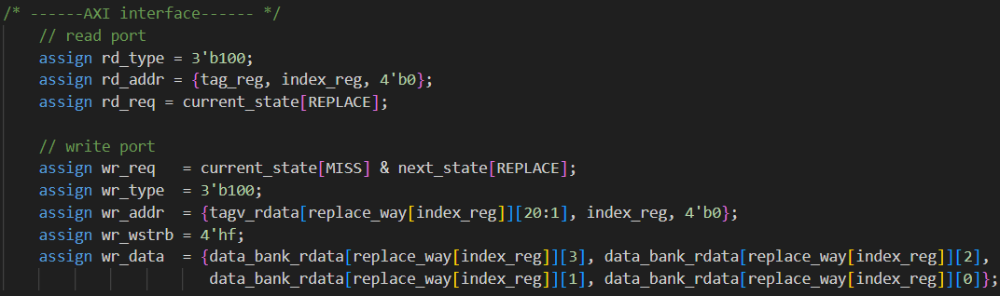 /* ------AXI interface------ */
// read port
assign rd_type = 3'b100;
assign rd_addr = {tag_reg, index_reg, 4'b0};
assign rd_req = current_state[REPLACE];
// write port
assign wr_req   = current_state[MISS] & next_state[REPLACE];
assign wr_type  = 3'b100;
assign wr_addr  = {tagv_rdata[replace_way[index_reg]][20:1], index_reg, 4'b0};
assign wr_wstrb = 4'hf;
assign wr_data  = {data_bank_rdata[replace_way[index_reg]][3], data_bank_rdata[replace_way[index_reg]][2],
data_bank_rdata[replace_way[index_reg]][1], data_bank_rdata[replace_way[index_reg]][0]};